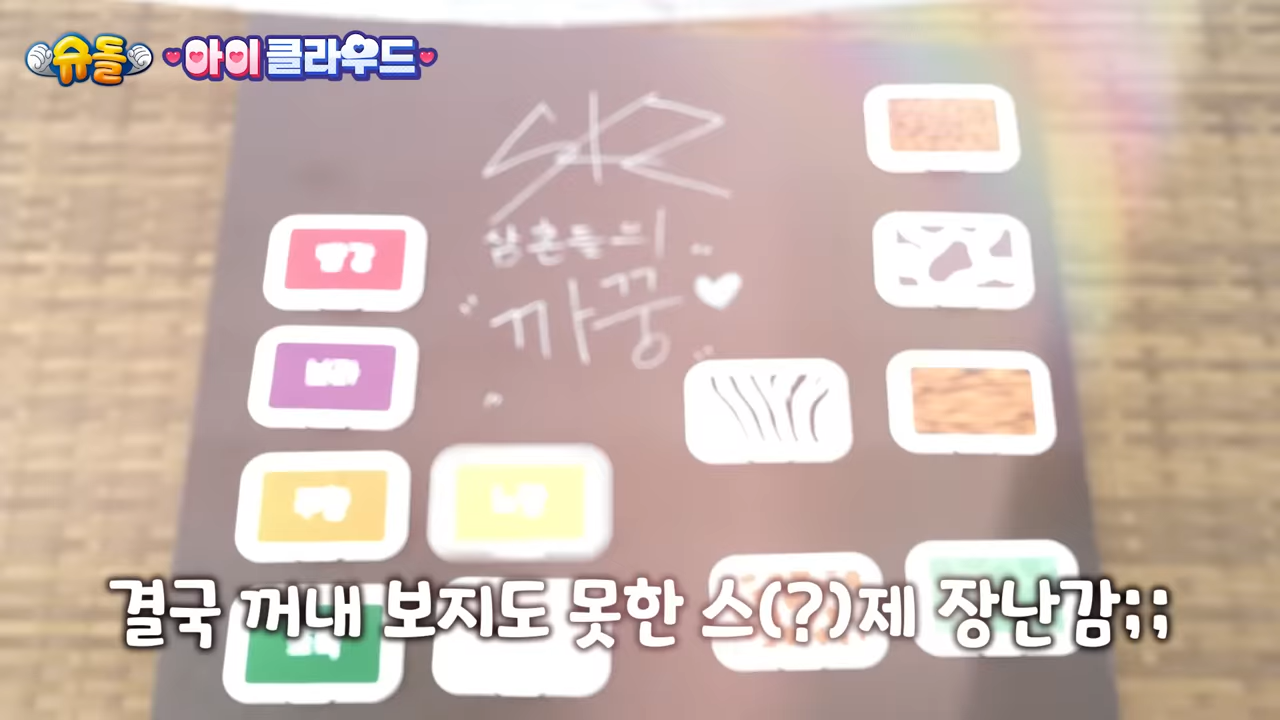 슈돌 아이클라우드
삼촌들의
까꿍
결국 꺼내 보지도 못한 스(?)제 장난감;;